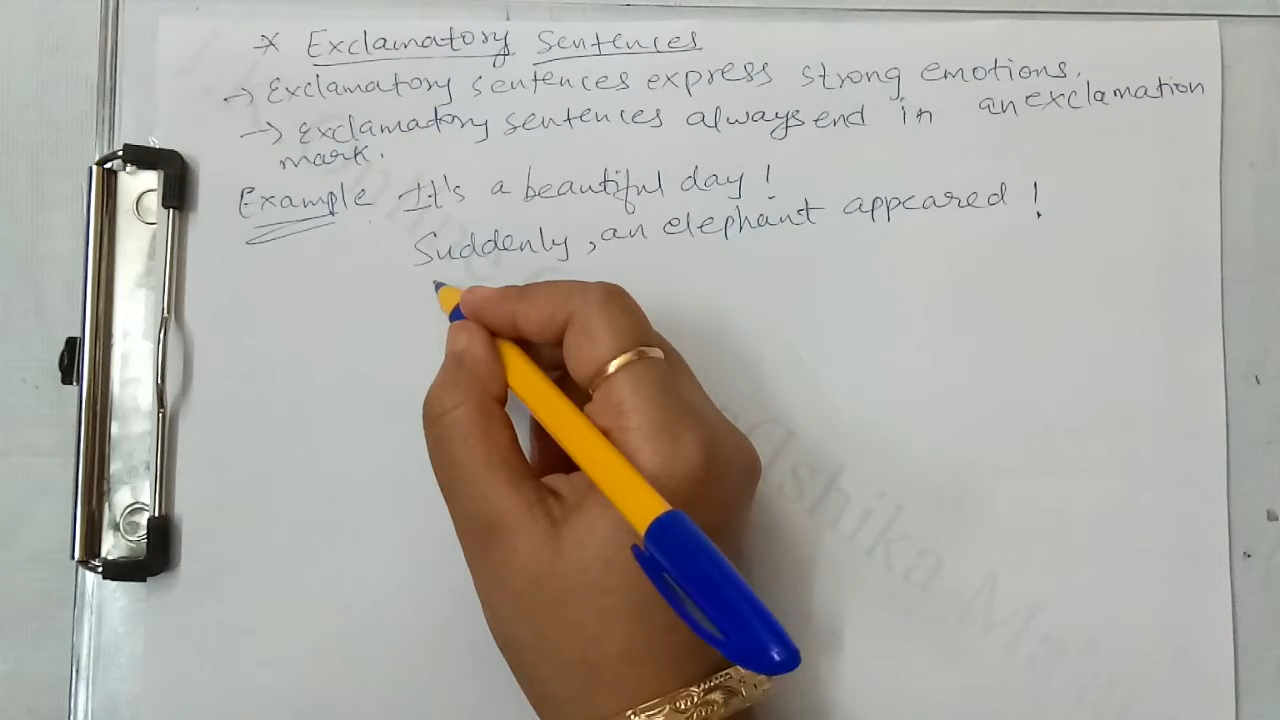 * Exclamatory Sentences
→ Exclamatory sentences express strong emotions.
→ Exclamatory sentences always end in an exclamation
mark.
Example It's a beautiful day!
Suddenly, an elephant appeared!